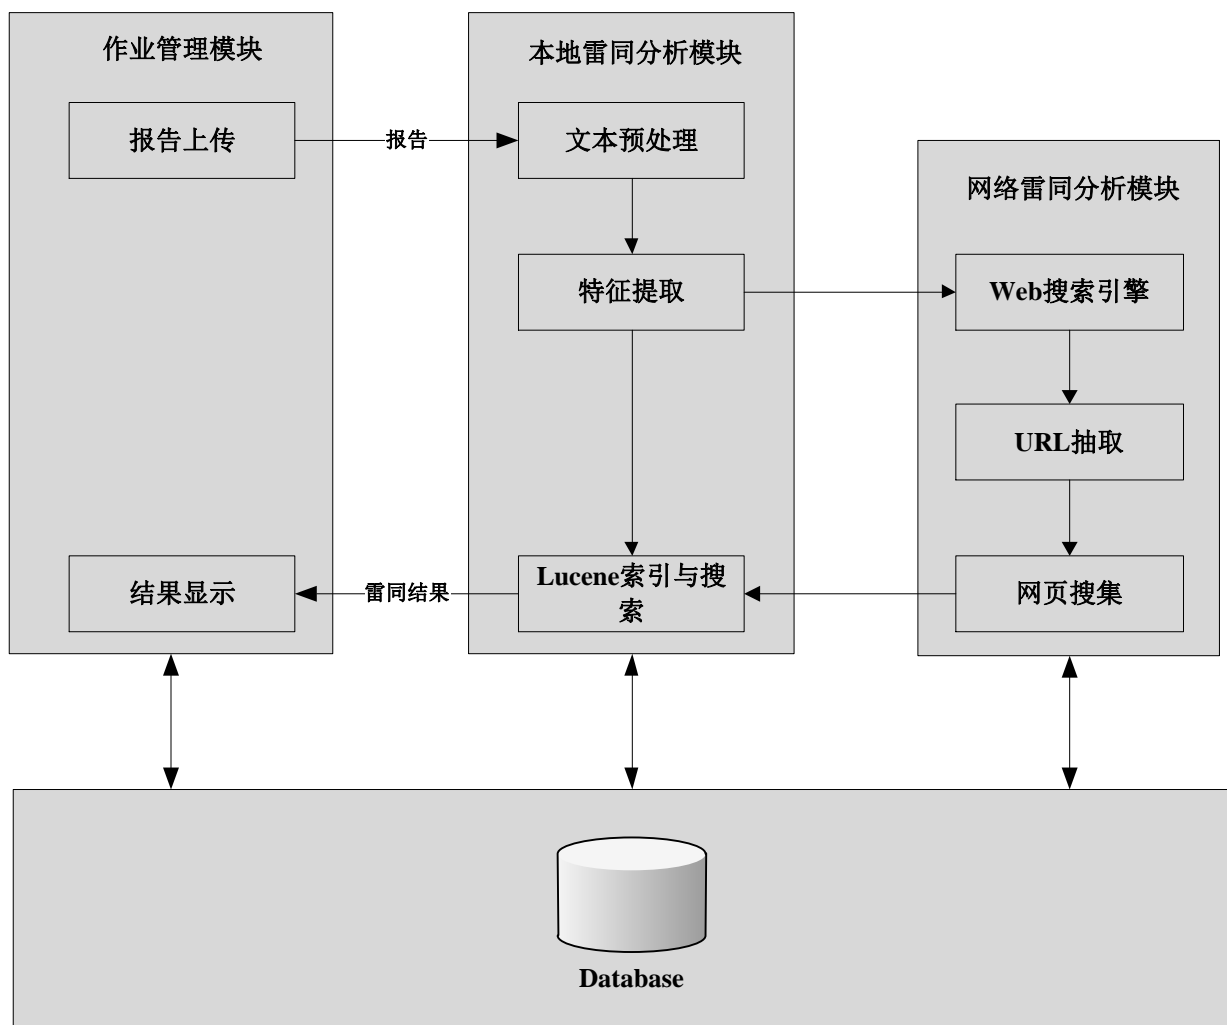 作业管理模块
本地雷同分析模块
报告上传
报告
文本预处理
网络雷同分析模块
特征提取
Web搜索引擎
URL抽取
结果显示
雷同结果
Lucene索引与搜
索
网页搜集
Database